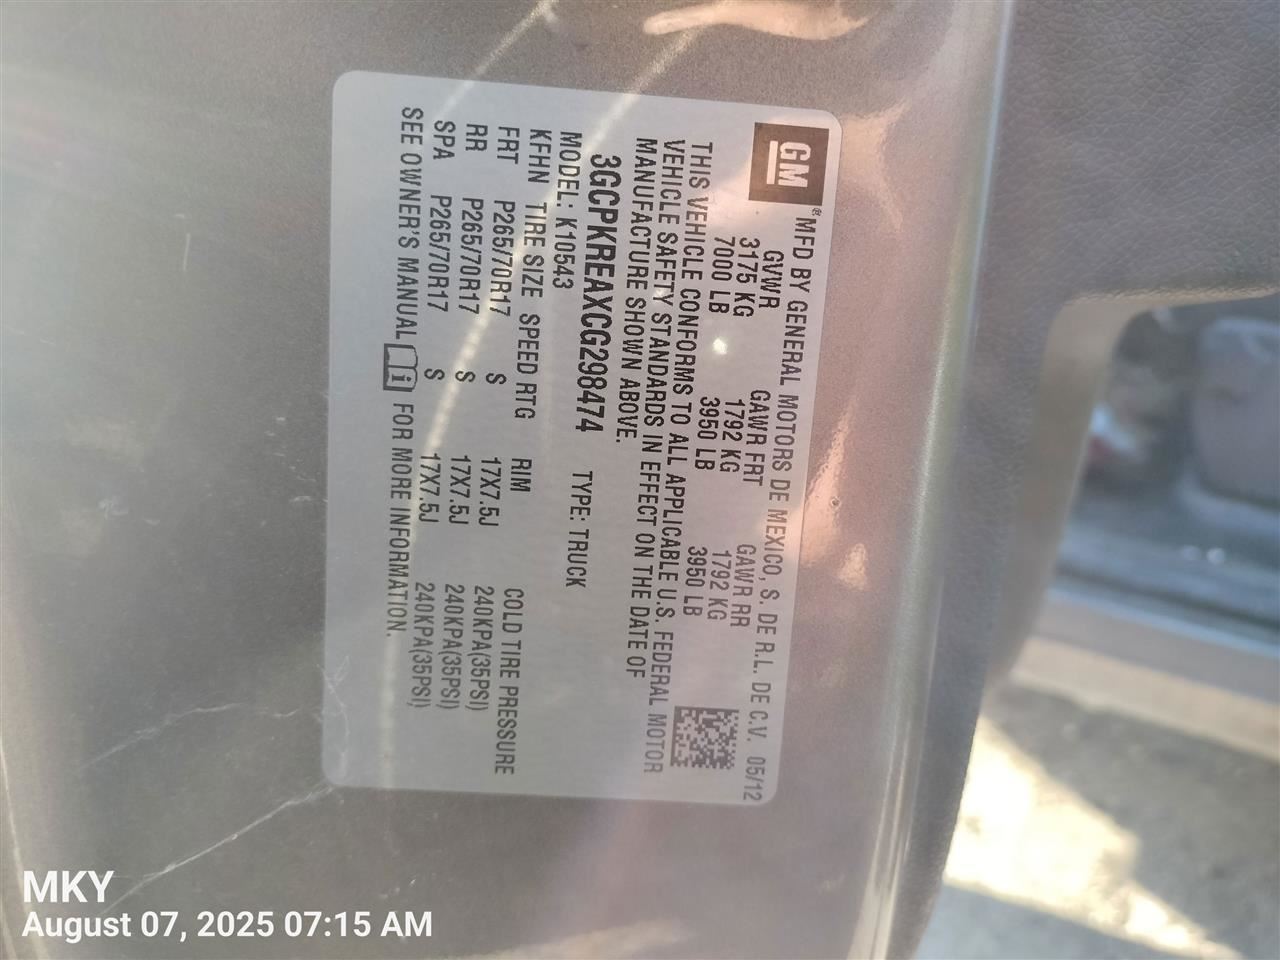 GM® MFD BY GENERAL MOTORS DE MEXICO, S. DE R.L. DE C.V. 05/12
GVWR GAWR FRT GAWR RR
3175 KG 1792 KG 1792 KG
7000 LB 3950 LB 3950 LB
THIS VEHICLE CONFORMS TO ALL APPLICABLE U.S. FEDERAL MOTOR
VEHICLE SAFETY STANDARDS IN EFFECT ON THE DATE OF
MANUFACTURE SHOWN ABOVE.
3GCPKREAXCG298474 TYPE: TRUCK
MODEL: K10543
KFHN TIRE SIZE SPEED RTG RIM COLD TIRE PRESSURE
FRT P265/70R17 S 17X7.5J 240KPA(35PSI)
RR P265/70R17 S 17X7.5J 240KPA(35PSI)
SPA P265/70R17 S 17X7.5J 240KPA(35PSI)
SEE OWNER'S MANUAL FOR MORE INFORMATION.
MKY
August 07, 2025 07:15 AM